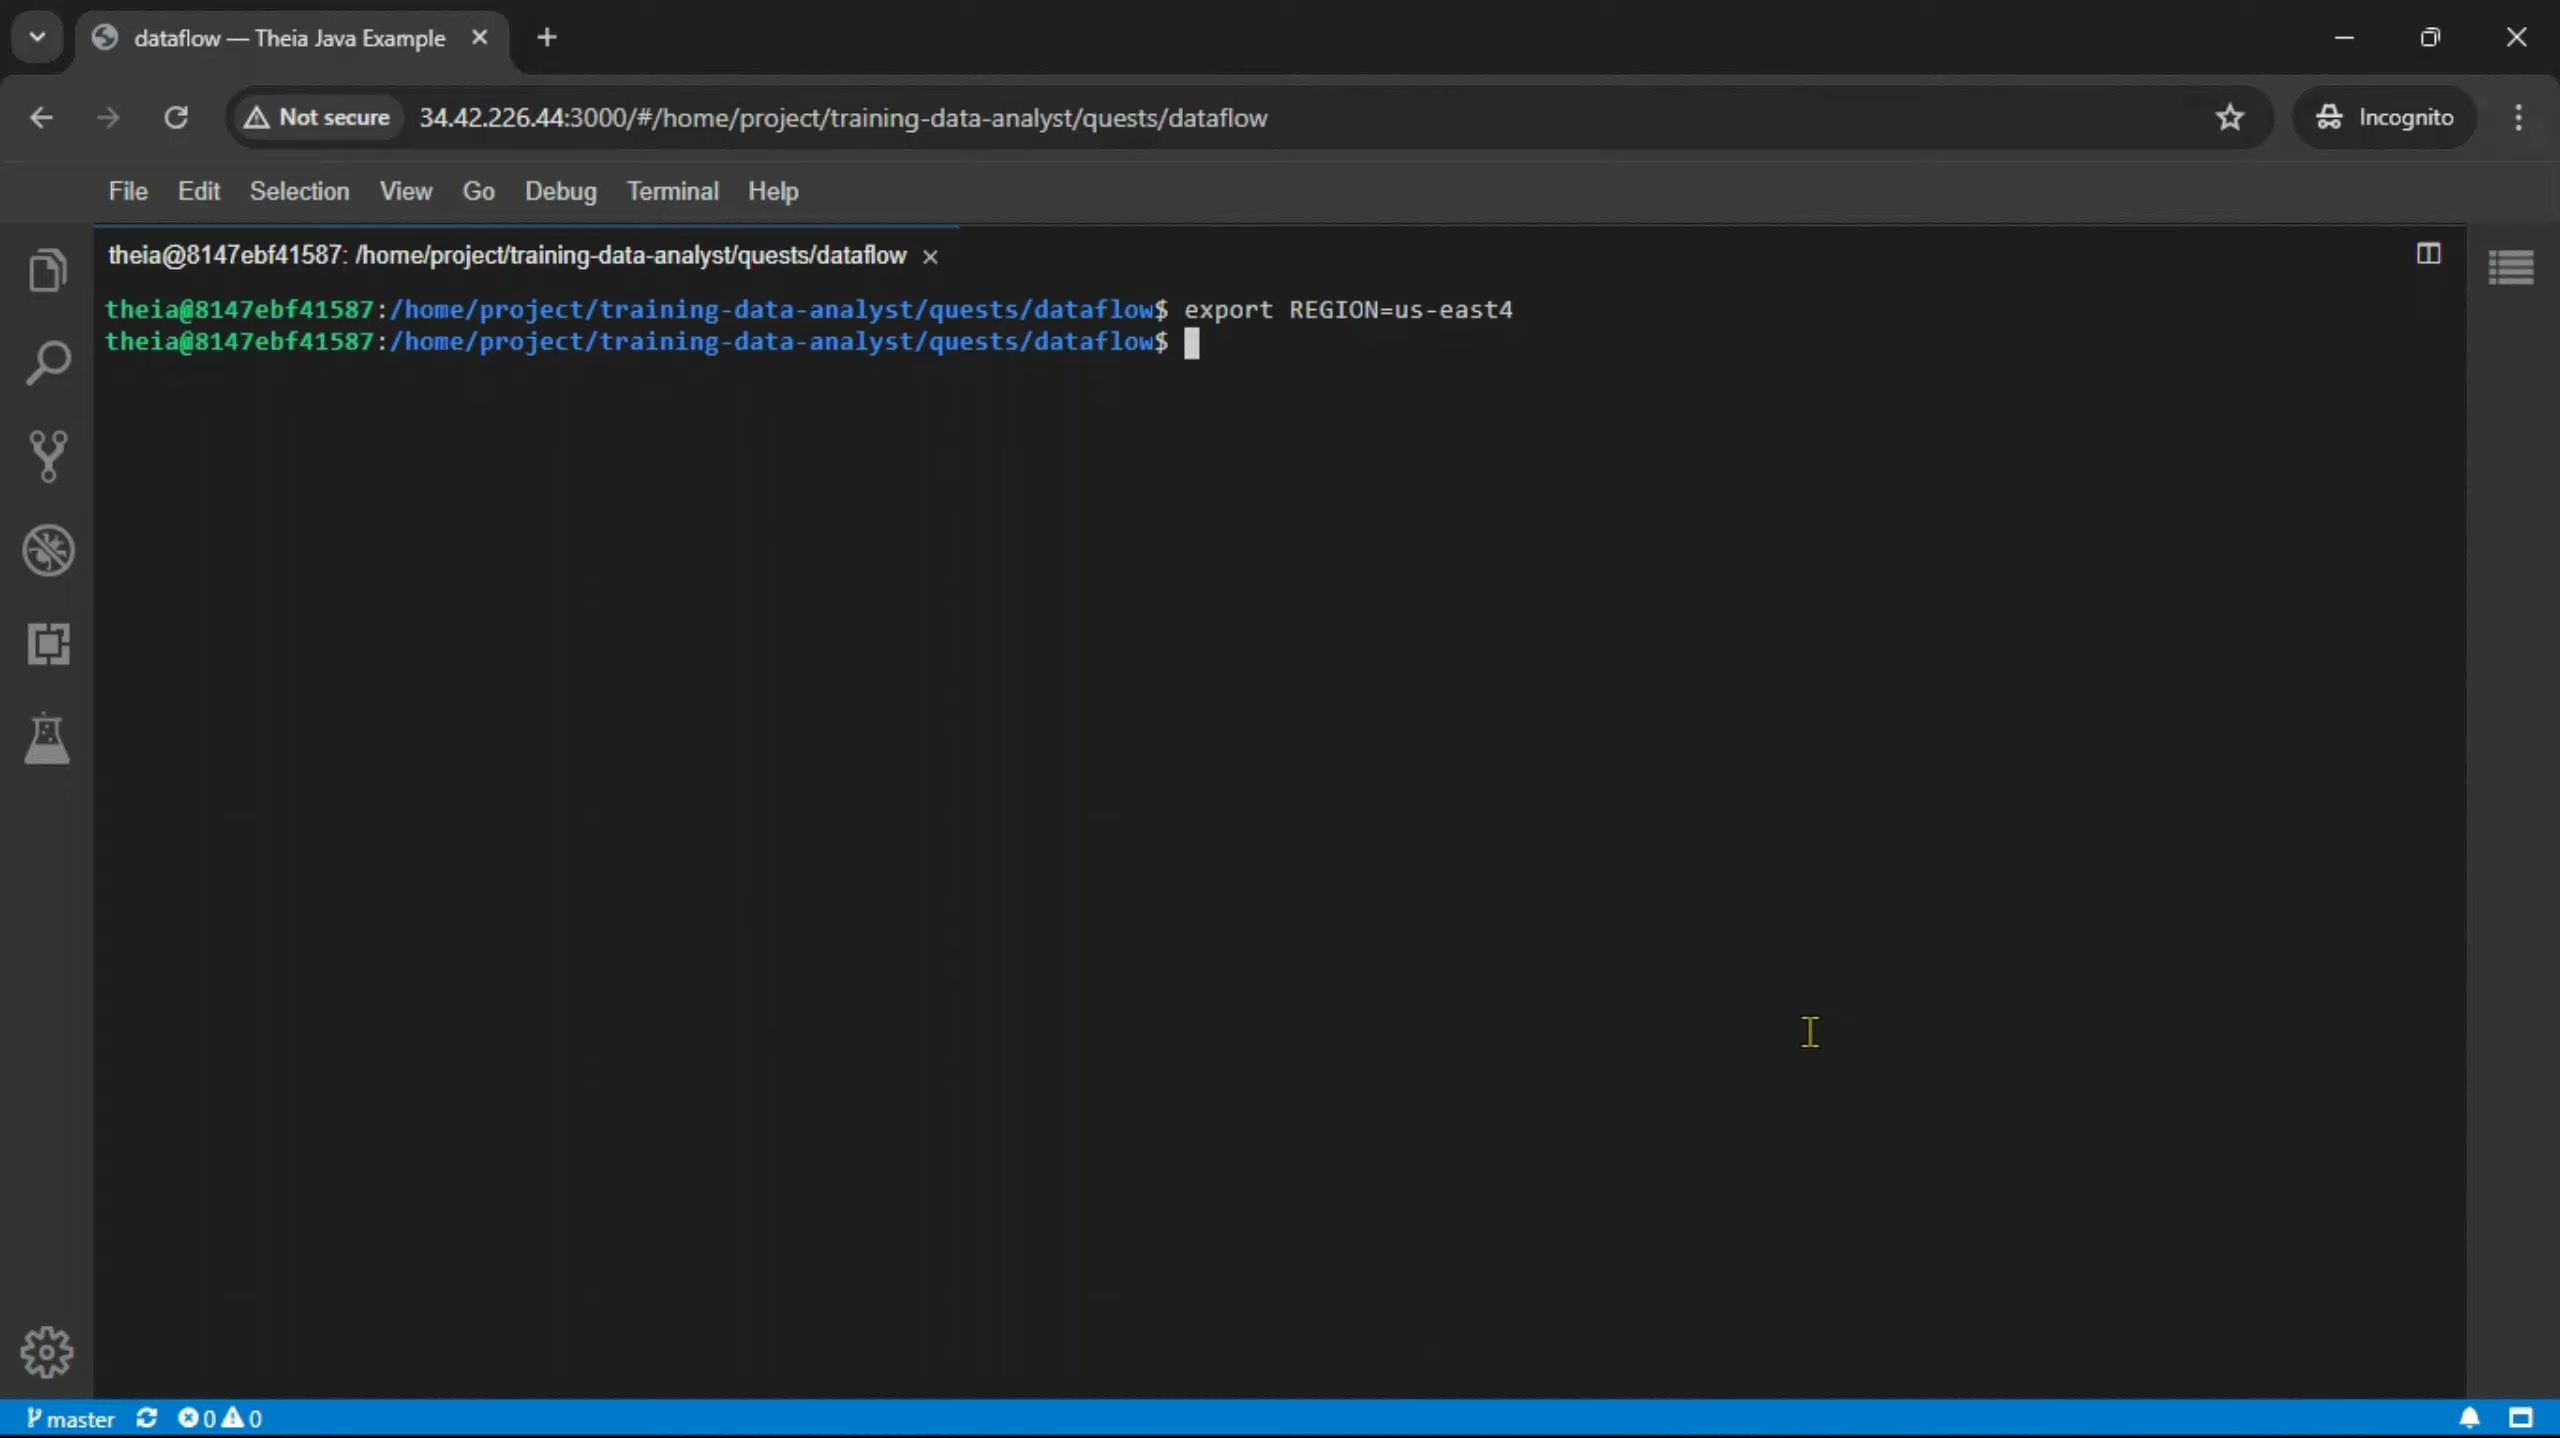 dataflow — Theia Java Example
Not secure 34.42.226.44:3000/#/home/project/training-data-analyst/quests/dataflow Incognito
File Edit Selection View Go Debug Terminal Help
theia@8147ebf41587: /home/project/training-data-analyst/quests/dataflow
theia@8147ebf41587:/home/project/training-data-analyst/quests/dataflow$ export REGION=us-east4
theia@8147ebf41587:/home/project/training-data-analyst/quests/dataflow$
master 0 0